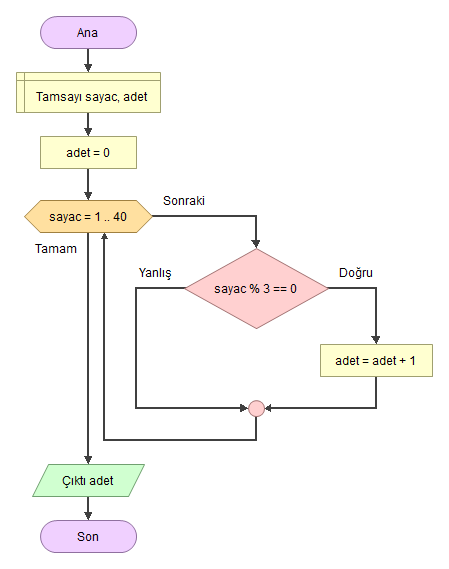 Ana
Tamsayı sayac, adet
adet = 0
sayac = 1 .. 40
Sonraki
Tamam
Yanlış
sayac % 3 == 0
Doğru
adet = adet + 1
Çıktı adet
Son